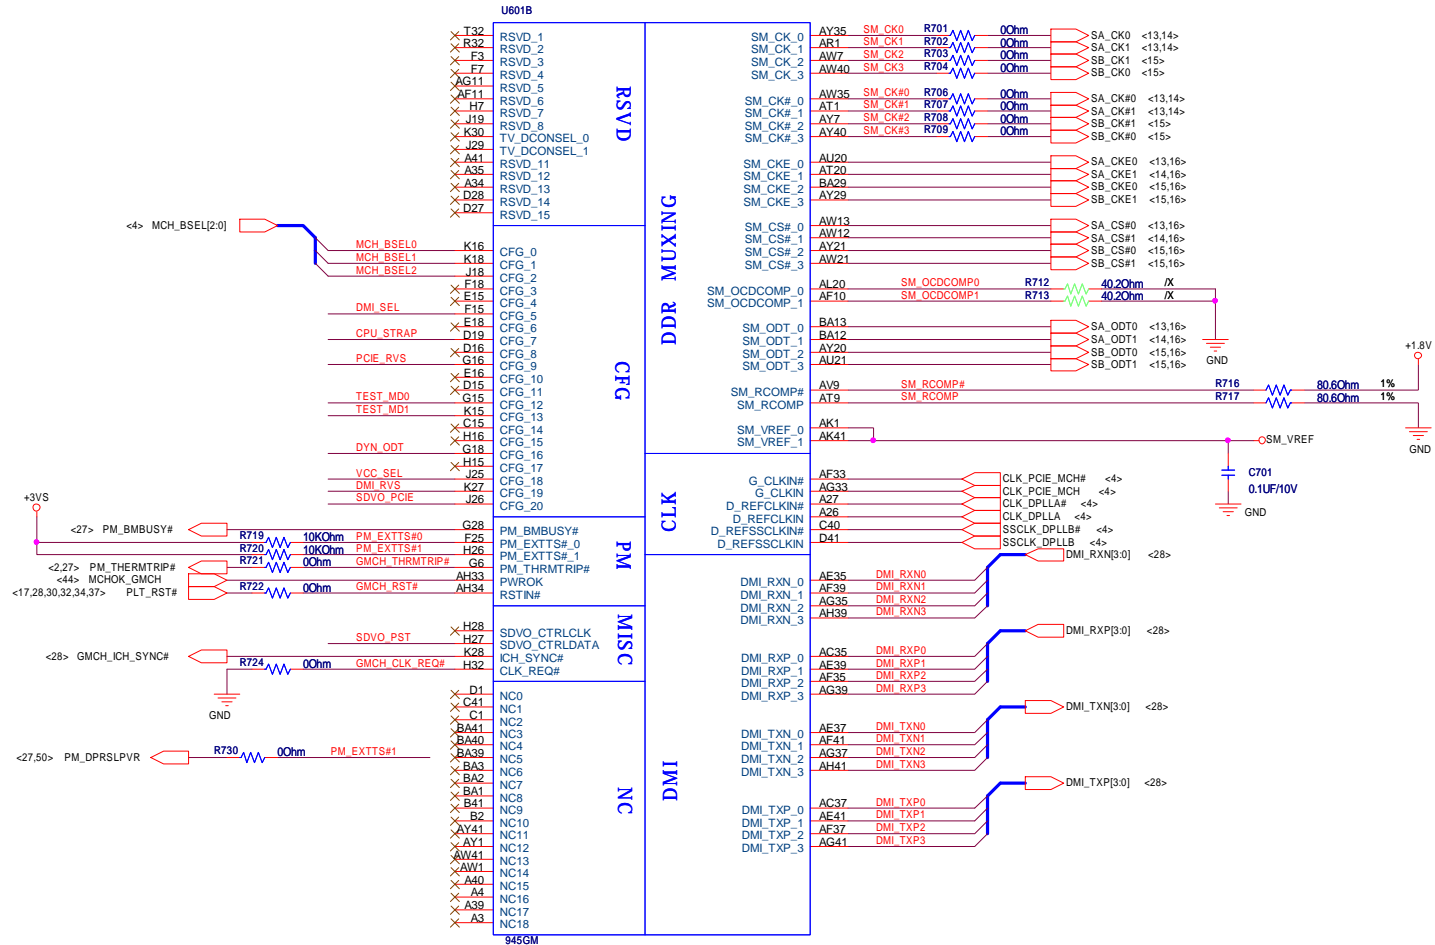 U601B
T32 RSVD_1
R32 RSVD_2
F3 RSVD_3
F7 RSVD_4
AG11 RSVD_5
AF11 RSVD_6
H7 RSVD_7
J19 RSVD_8
K30 TV_DCONSEL_0
J29 TV_DCONSEL_1
A41 RSVD_11
A35 RSVD_12
A34 RSVD_13
D28 RSVD_14
D27 RSVD_15
RSVD
<4> MCH_BSEL[2:0]
MCH_BSEL0 K16 CFG_0
MCH_BSEL1 K18 CFG_1
MCH_BSEL2 J18 CFG_2
F18 CFG_3
E15 CFG_4
DMI_SEL F15 CFG_5
E18 CFG_6
CPU_STRAP D19 CFG_7
D16 CFG_8
PCIE_RVS G16 CFG_9
E16 CFG_10
D15 CFG_11
TEST_MD0 G15 CFG_12
TEST_MD1 K15 CFG_13
C15 CFG_14
H16 CFG_15
DYN_ODT G18 CFG_16
H15 CFG_17
VCC_SEL J25 CFG_18
DMI_RVS K27 CFG_19
SDVO_PCIE J26 CFG_20
CFG
+3VS
<27> PM_BMBUSY# G28 PM_BMBUSY#
R719 10KOhm PM_EXTTS#0 F25 PM_EXTTS#_0
R720 10KOhm PM_EXTTS#1 H26 PM_EXTTS#_1
<2,27> PM_THERMTRIP# R721 0Ohm GMCH_THRMTRIP# G6 PM_THRMTRIP#
<44> MCHOK_GMCH AH33 PWROK
<17,28,30,32,34,37> PLT_RST# R722 0Ohm GMCH_RST# AH34 RSTIN#
PM
H28 SDVO_CTRLCLK
SDVO_PST H27 SDVO_CTRLDATA
<28> GMCH_ICH_SYNC# K28 ICH_SYNC#
R724 0Ohm GMCH_CLK_REQ# H32 CLK_REQ#
GND
MISC
D1 NC0
C41 NC1
C1 NC2
BA41 NC3
BA40 NC4
BA39 NC5
BA3 NC6
BA2 NC7
BA1 NC8
B41 NC9
B2 NC10
AY41 NC11
AY1 NC12
AW41 NC13
AW1 NC14
A40 NC15
A4 NC16
A39 NC17
A3 NC18
NC
<27,50> PM_DPRSLPVR R730 0Ohm PM_EXTTS#1
945GM
SM_CK_0 AY35 SM_CK0 R701 0Ohm SA_CK0 <13,14>
SM_CK_1 AR1 SM_CK1 R702 0Ohm SA_CK1 <13,14>
SM_CK_2 AW7 SM_CK2 R703 0Ohm SB_CK1 <15>
SM_CK_3 AW40 SM_CK3 R704 0Ohm SB_CK0 <15>
SM_CK#_0 AW35 SM_CK#0 R706 0Ohm SA_CK#0 <13,14>
SM_CK#_1 AT1 SM_CK#1 R707 0Ohm SA_CK#1 <13,14>
SM_CK#_2 AY7 SM_CK#2 R708 0Ohm SB_CK#1 <15>
SM_CK#_3 AY40 SM_CK#3 R709 0Ohm SB_CK#0 <15>
SM_CKE_0 AU20 SA_CKE0 <13,16>
SM_CKE_1 AT20 SA_CKE1 <14,16>
SM_CKE_2 BA29 SB_CKE0 <15,16>
SM_CKE_3 AY29 SB_CKE1 <15,16>
SM_CS#_0 AW13 SA_CS#0 <13,16>
SM_CS#_1 AW12 SA_CS#1 <14,16>
SM_CS#_2 AY21 SB_CS#0 <15,16>
SM_CS#_3 AW21 SB_CS#1 <15,16>
SM_OCDCOMP_0 AL20 SM_OCDCOMP0 R712 40.2Ohm /X
SM_OCDCOMP_1 AF10 SM_OCDCOMP1 R713 40.2Ohm /X
GND
SM_ODT_0 BA13 SA_ODT0 <13,16>
SM_ODT_1 BA12 SA_ODT1 <14,16>
SM_ODT_2 AY20 SB_ODT0 <15,16>
SM_ODT_3 AU21 SB_ODT1 <15,16>
+1.8V
SM_RCOMP# AV9 SM_RCOMP# R716 80.6Ohm 1%
SM_RCOMP AT9 SM_RCOMP R717 80.6Ohm 1%
GND
SM_VREF_0 AK1
SM_VREF_1 AK41 SM_VREF
C701
0.1UF/10V
GND
DDR MUXING
G_CLKIN# AF33 CLK_PCIE_MCH# <4>
G_CLKIN AG33 CLK_PCIE_MCH <4>
D_REFCLKIN# A27 CLK_DPLLA# <4>
D_REFCLKIN A26 CLK_DPLLA <4>
D_REFSSCLKIN# C40 SSCLK_DPLLB# <4>
D_REFSSCLKIN D41 SSCLK_DPLLB <4>
CLK
DMI_RXN[3:0] <28>
DMI_RXN_0 AE35 DMI_RXN0
DMI_RXN_1 AF39 DMI_RXN1
DMI_RXN_2 AG35 DMI_RXN2
DMI_RXN_3 AH39 DMI_RXN3
DMI_RXP[3:0] <28>
DMI_RXP_0 AC35 DMI_RXP0
DMI_RXP_1 AE39 DMI_RXP1
DMI_RXP_2 AF35 DMI_RXP2
DMI_RXP_3 AG39 DMI_RXP3
DMI_TXN[3:0] <28>
DMI_TXN_0 AE37 DMI_TXN0
DMI_TXN_1 AF41 DMI_TXN1
DMI_TXN_2 AG37 DMI_TXN2
DMI_TXN_3 AH41 DMI_TXN3
DMI_TXP[3:0] <28>
DMI_TXP_0 AC37 DMI_TXP0
DMI_TXP_1 AE41 DMI_TXP1
DMI_TXP_2 AF37 DMI_TXP2
DMI_TXP_3 AG41 DMI_TXP3
DMI